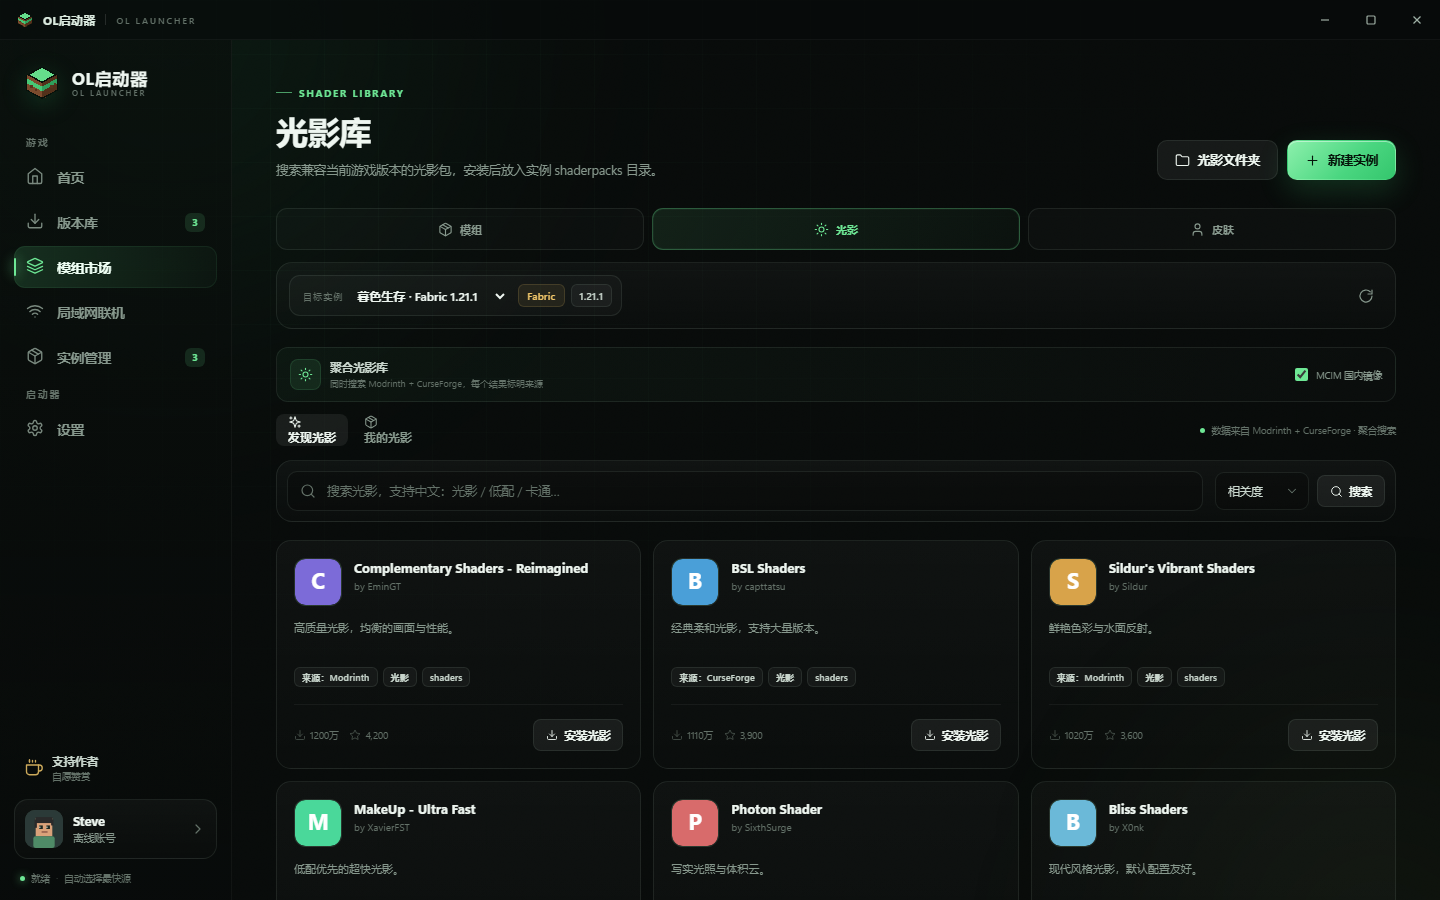 OL启动器 OL LAUNCHER
OL启动器
OL LAUNCHER
游戏
首页
版本库 3
模组市场
局域网联机
实例管理 3
启动器
设置
支持作者
自愿赞赏
Steve
离线账号
就绪 · 自动选择最快源
SHADER LIBRARY
光影库
搜索兼容当前游戏版本的光影包，安装后放入实例 shaderpacks 目录。
光影文件夹
新建实例
模组
光影
皮肤
目标实例 暮色生存 · Fabric 1.21.1 Fabric 1.21.1
聚合光影库
同时搜索 Modrinth + CurseForge，每个结果标明来源
MCIM 国内镜像
发现光影
我的光影
数据来自 Modrinth + CurseForge · 聚合搜索
搜索光影，支持中文：光影 / 低配 / 卡通...
相关度
搜索
C
Complementary Shaders - Reimagined
by EminGT
高质量光影，均衡的画面与性能。
来源：Modrinth 光影 shaders
1200万 4,200 安装光影
B
BSL Shaders
by capttatsu
经典柔和光影，支持大量版本。
来源：CurseForge 光影 shaders
1110万 3,900 安装光影
S
Sildur's Vibrant Shaders
by Sildur
鲜艳色彩与水面反射。
来源：Modrinth 光影 shaders
1020万 3,600 安装光影
M
MakeUp - Ultra Fast
by XavierFST
低配优先的超快光影。
P
Photon Shader
by SixthSurge
写实光照与体积云。
B
Bliss Shaders
by X0nk
现代风格光影，默认配置友好。